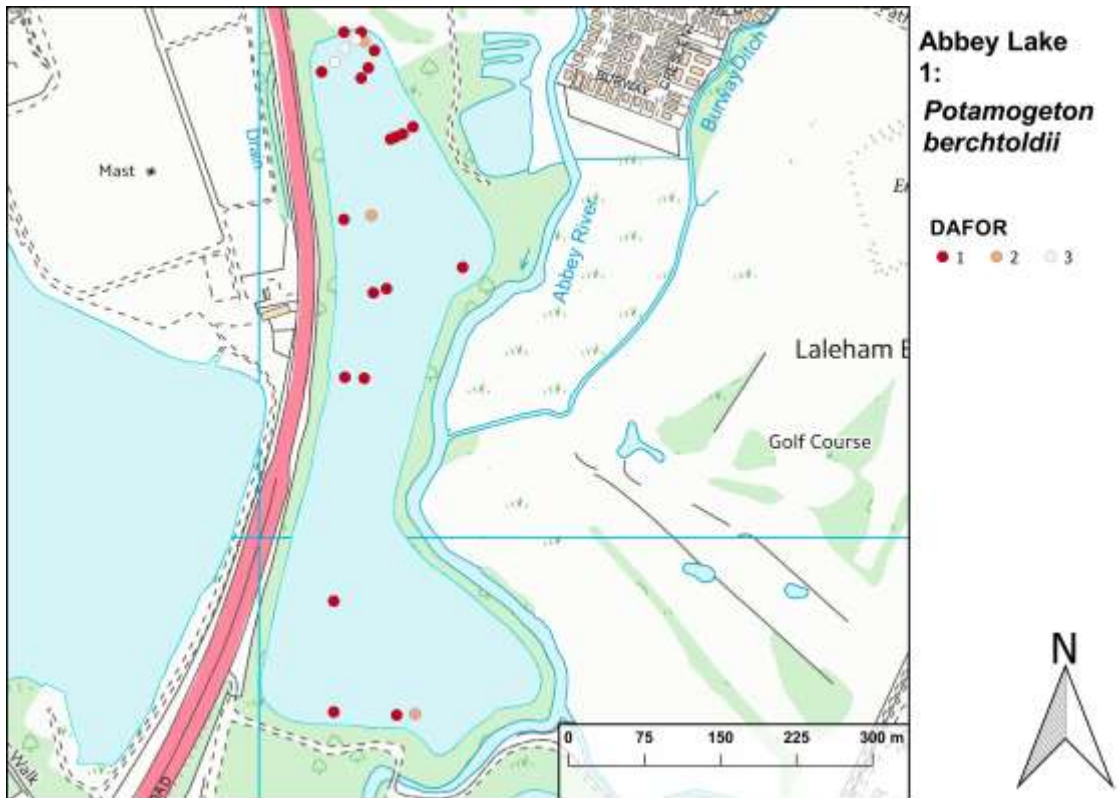 Abbey Lake
1:
Potamogeton
berchtoldii
DAFOR
1 2 3
Mast
Drain
BURWAY
Burway Ditch
Abbey River
Laleham
Golf Course
Walk
0 75 150 225 300 m
N